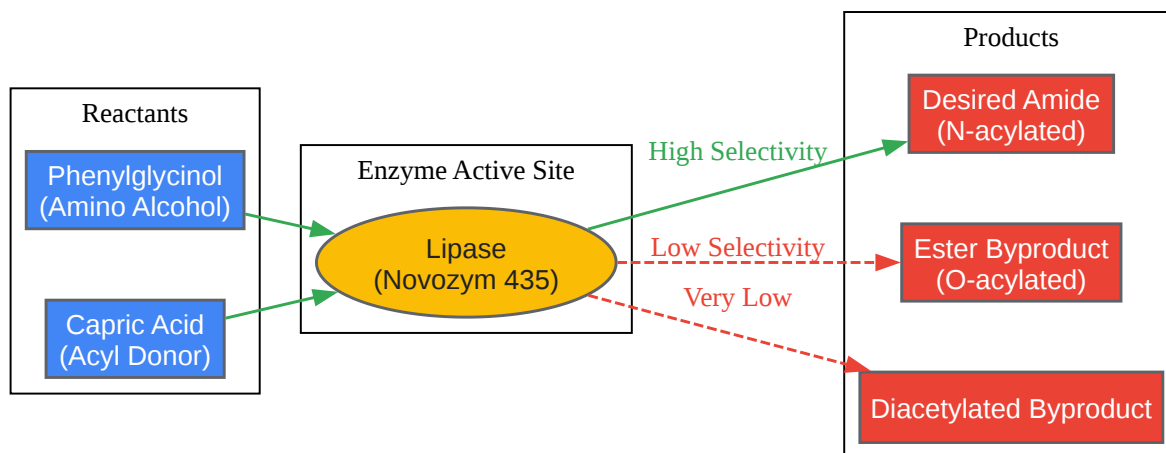 Reactants
Phenylglycinol
(Amino Alcohol)
Capric Acid
(Acyl Donor)
Enzyme Active Site
Lipase
(Novozym 435)
High Selectivity
Low Selectivity
Very Low
Products
Desired Amide
(N-acylated)
Ester Byproduct
(O-acylated)
Diacetylated Byproduct